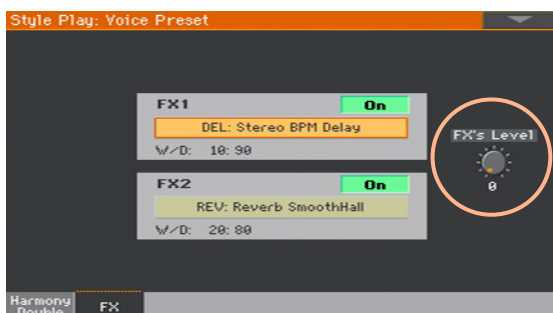 Style Play: Voice Preset
FX1
On
DEL: Stereo BPM Delay
W/D: 10:90
FX2
On
REV: Reverb SmoothHall
W/D: 20:80
FX's Level
0
Harmony
Double
FX